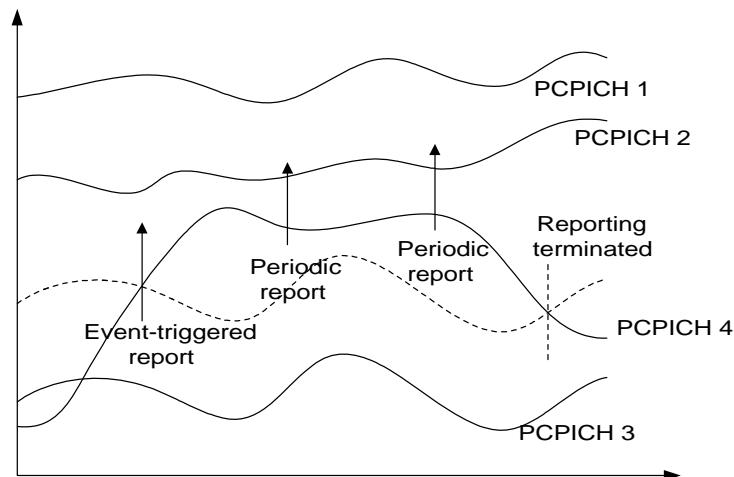 PCPICH 1
PCPICH 2
Reporting
terminated
Periodic
report
Periodic
report
Event-triggered
report
PCPICH 4
PCPICH 3